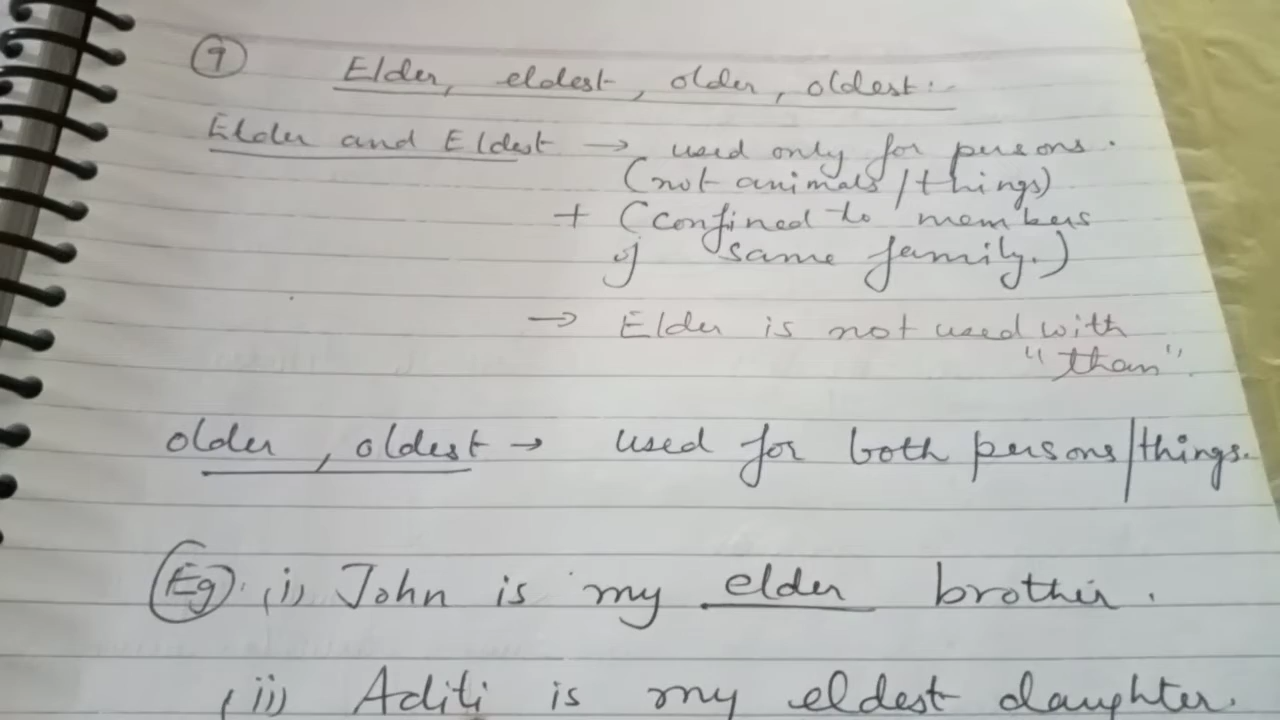 9 Elder, eldest, older, oldest:-
Elder and Eldest → used only for persons.
(not animals/things)
+ (confined to members
of same family.)
→ Elder is not used with
"than".
older, oldest → used for both persons/things.
Eg. (i) John is my elder brother.
(ii) Aditi is my eldest daughter.